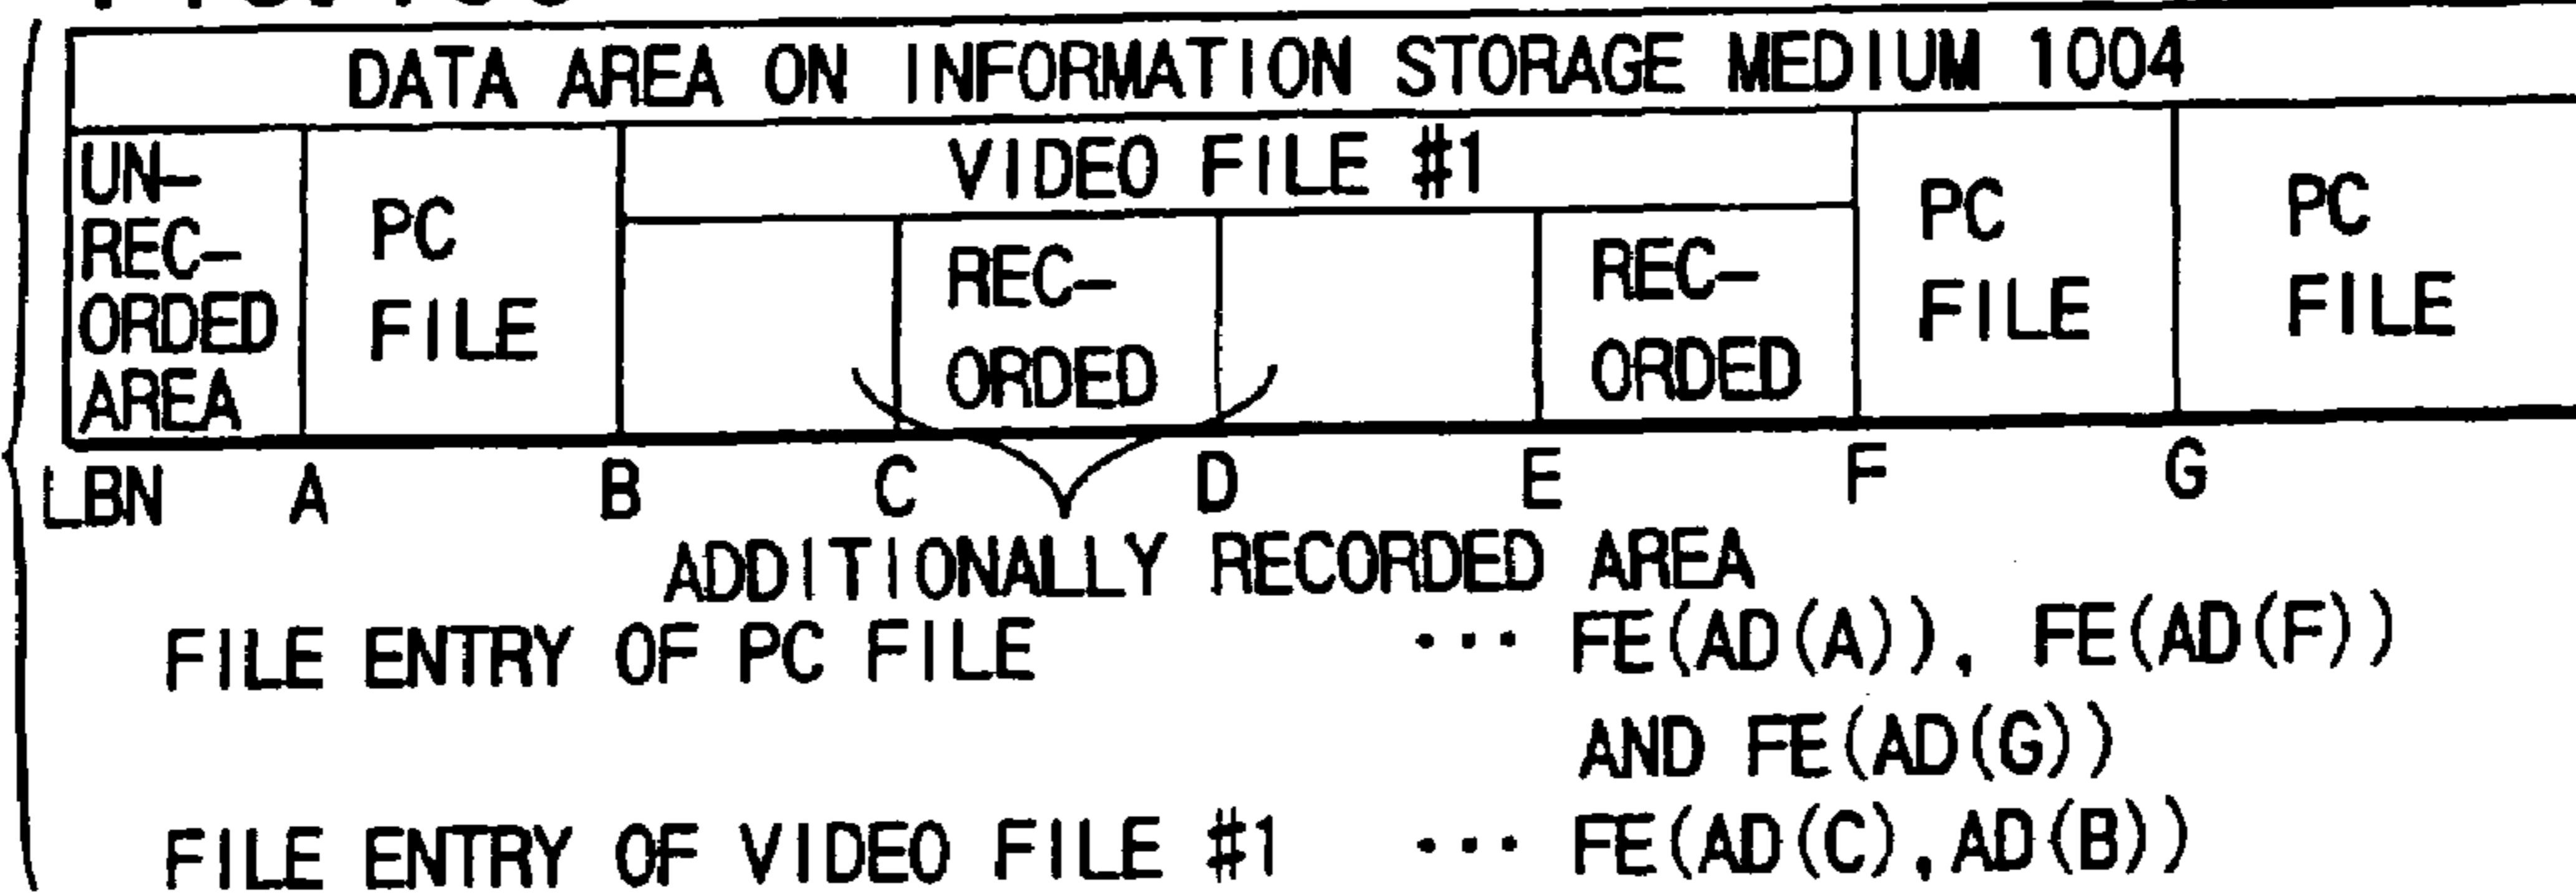 DATA AREA ON INFORMATION STORAGE MEDIUM 1004
UN-
REC-
ORDED
AREA
PC
FILE
VIDEO FILE #1
REC-
ORDED
REC-
ORDED
PC
FILE
PC
FILE
LBN A B C D E F G
ADDITIONALLY RECORDED AREA
FILE ENTRY OF PC FILE ··· FE(AD(A)), FE(AD(F))
AND FE(AD(G))
FILE ENTRY OF VIDEO FILE #1 ··· FE(AD(C),AD(B))